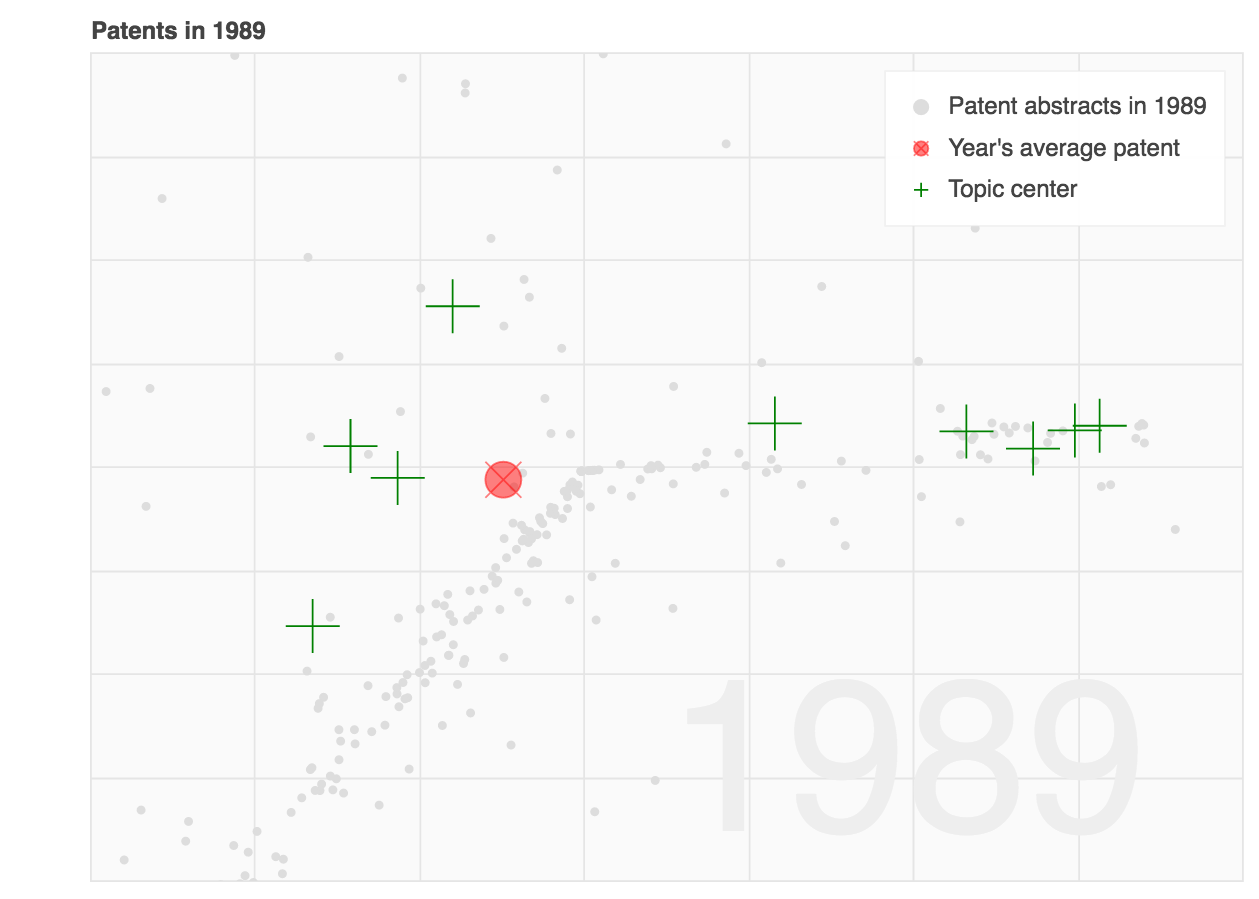 Patents in 1989
Patent abstracts in 1989
Year's average patent
Topic center
1989